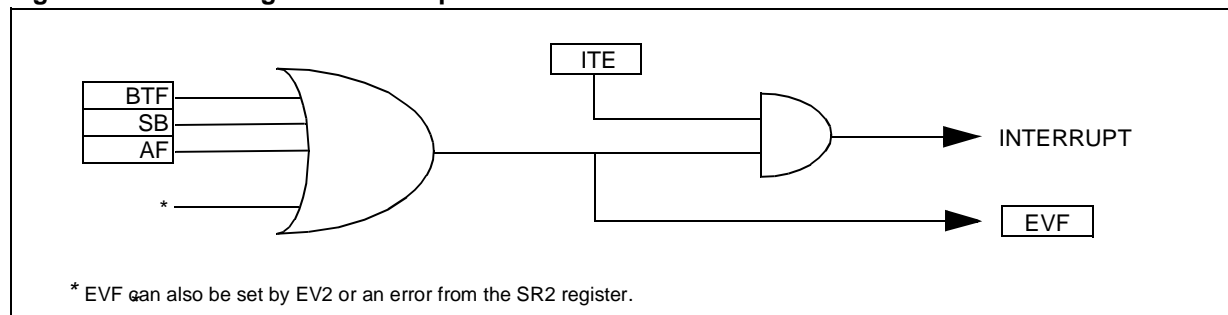 ITE
BTF
SB
AF
INTERRUPT
*
EVF
* EVF can also be set by EV2 or an error from the SR2 register.
*